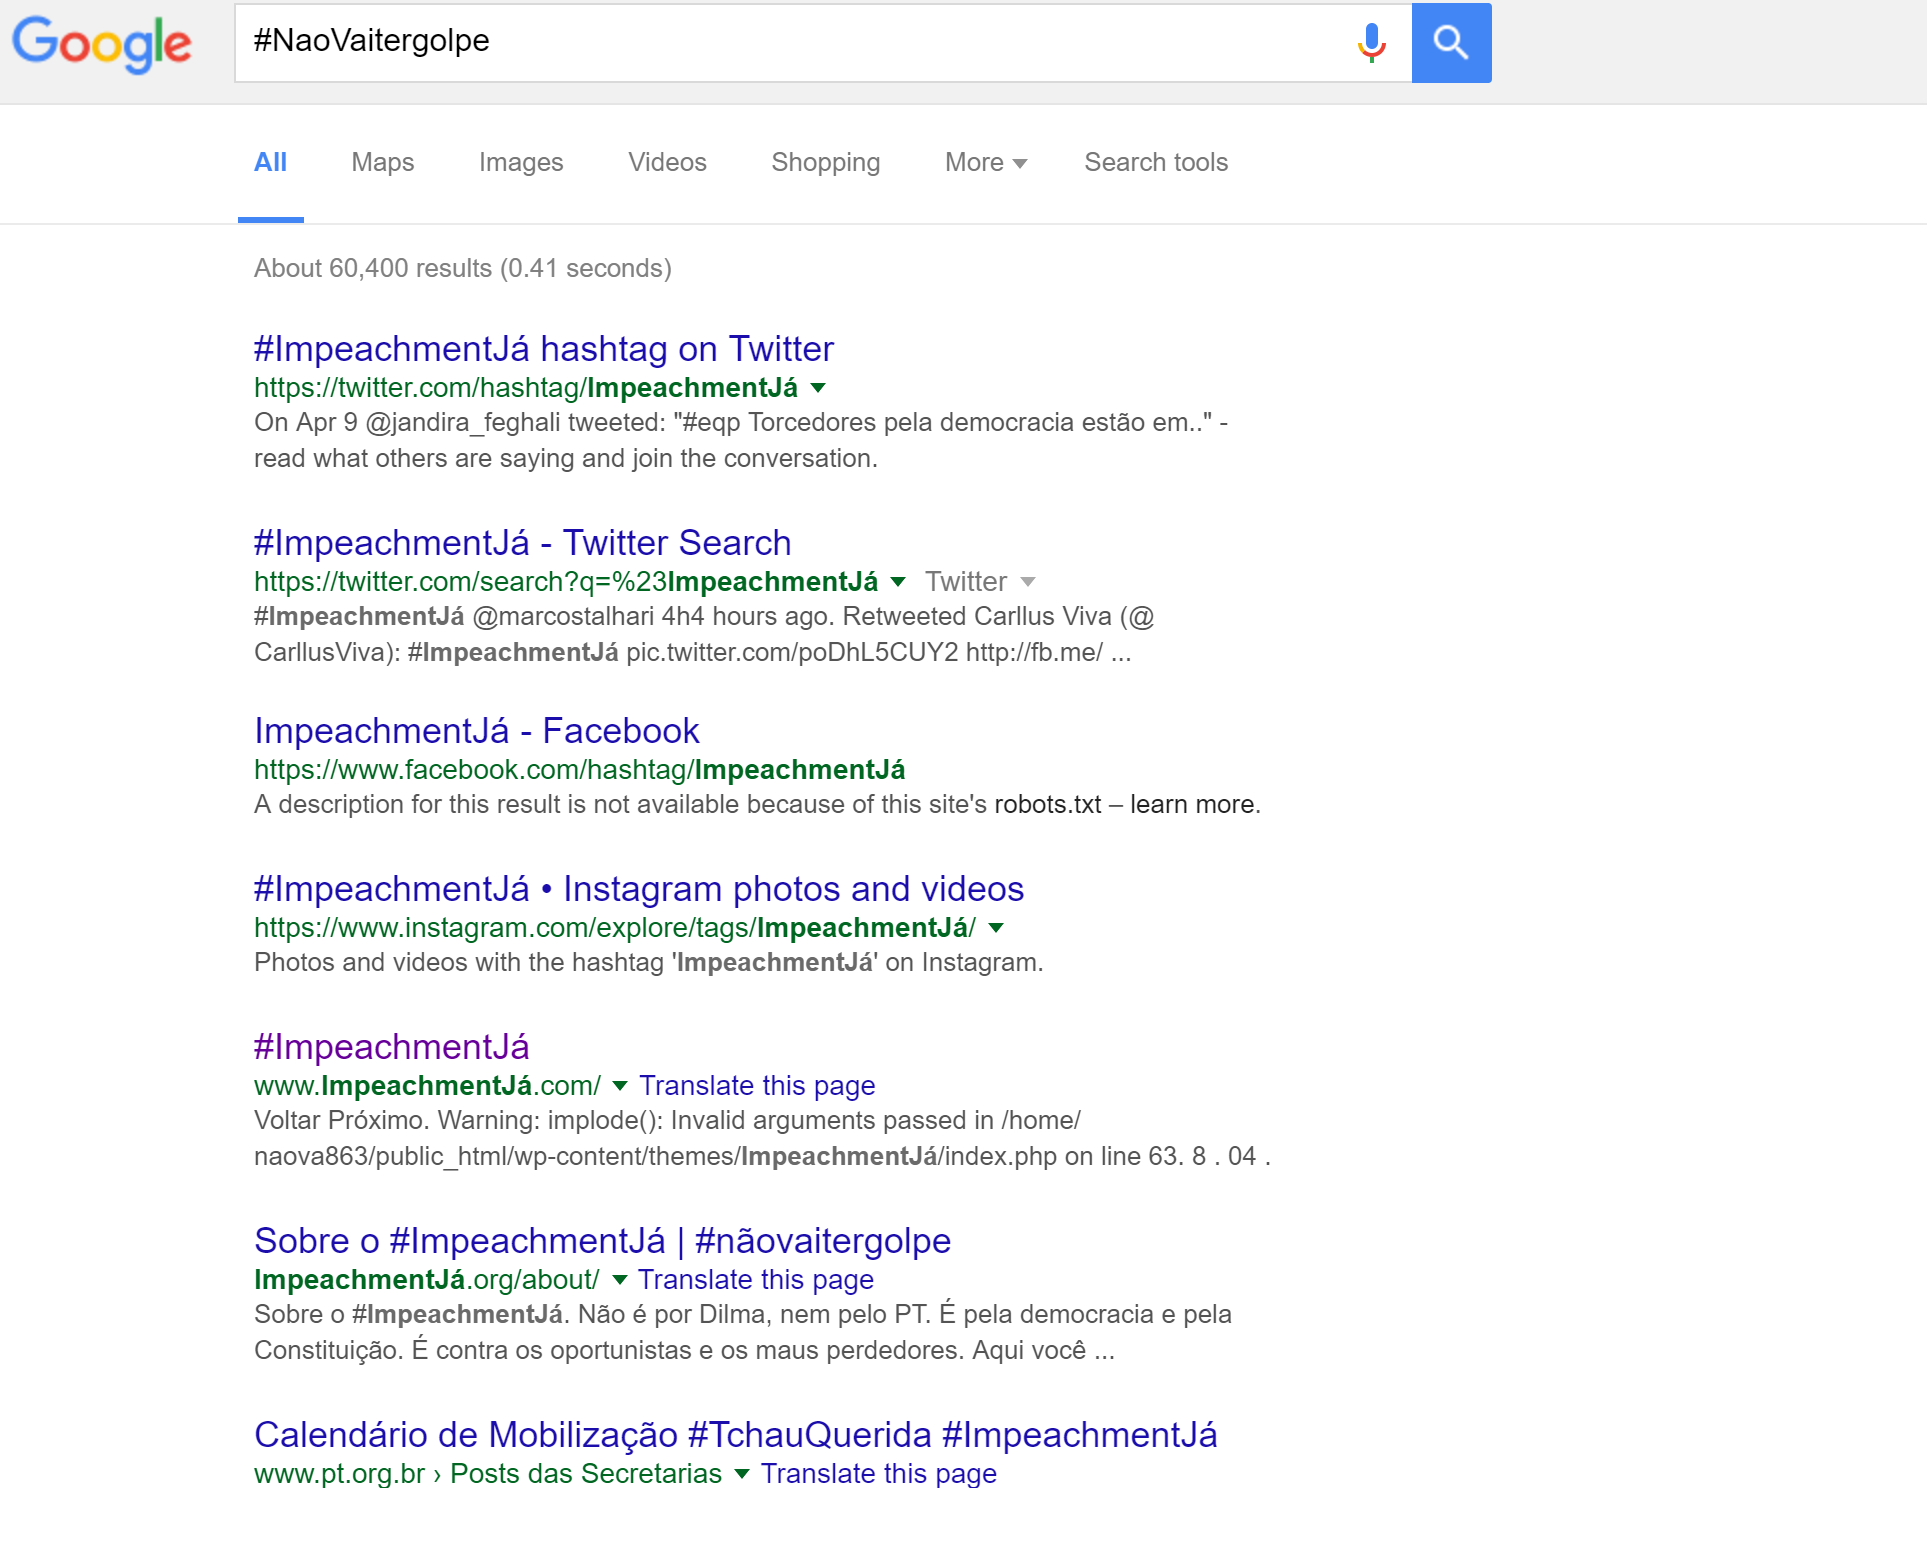 Google
#NaoVaitergolpe
All Maps Images Videos Shopping More Search tools
About 60,400 results (0.41 seconds)
#ImpeachmentJá hashtag on Twitter
https://twitter.com/hashtag/ImpeachmentJá
On Apr 9 @jandira_feghali tweeted: "#eqp Torcedores pela democracia estão em.." -
read what others are saying and join the conversation.
#ImpeachmentJá - Twitter Search
https://twitter.com/search?q=%23ImpeachmentJá Twitter
#ImpeachmentJá @marcostalhari 4h4 hours ago. Retweeted Carllus Viva (@
CarllusViva): #ImpeachmentJá pic.twitter.com/poDhL5CUY2 http://fb.me/ ...
ImpeachmentJá - Facebook
https://www.facebook.com/hashtag/ImpeachmentJá
A description for this result is not available because of this site's robots.txt – learn more.
#ImpeachmentJá • Instagram photos and videos
https://www.instagram.com/explore/tags/ImpeachmentJá/
Photos and videos with the hashtag 'ImpeachmentJá' on Instagram.
#ImpeachmentJá
www.ImpeachmentJá.com/ Translate this page
Voltar Próximo. Warning: implode(): Invalid arguments passed in /home/
naova863/public_html/wp-content/themes/ImpeachmentJá/index.php on line 63. 8 . 04 .
Sobre o #ImpeachmentJá | #nãovaitergolpe
ImpeachmentJá.org/about/ Translate this page
Sobre o #ImpeachmentJá. Não é por Dilma, nem pelo PT. É pela democracia e pela
Constituição. É contra os oportunistas e os maus perdedores. Aqui você ...
Calendário de Mobilização #TchauQuerida #ImpeachmentJá
www.pt.org.br › Posts das Secretarias Translate this page